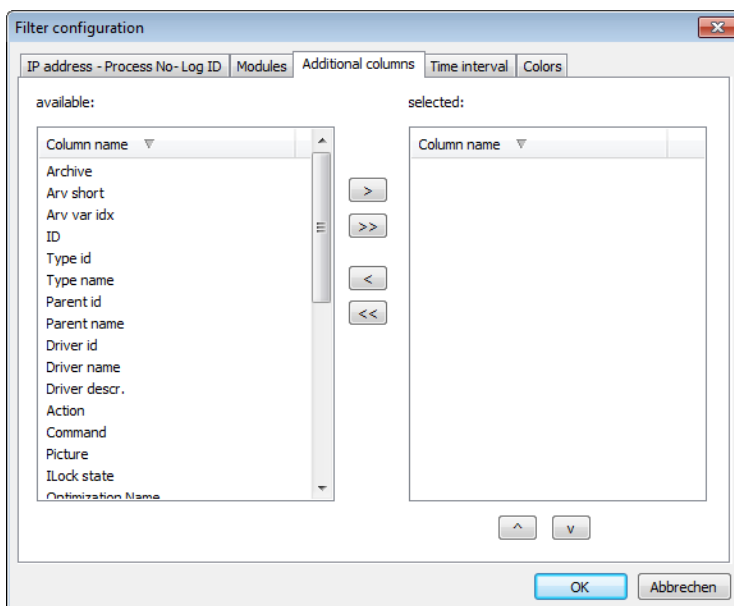 Filter configuration
IP address - Process No- Log ID Modules Additional columns Time interval Colors
available: selected:
Column name Column name
Archive
Arv short
Arv var idx
ID
Type id
Type name
Parent id
Parent name
Driver id
Driver name
Driver descr.
Action
Command
Picture
ILock state
Optimization Name
>
>>
<
<<
^ v
OK Abbrechen